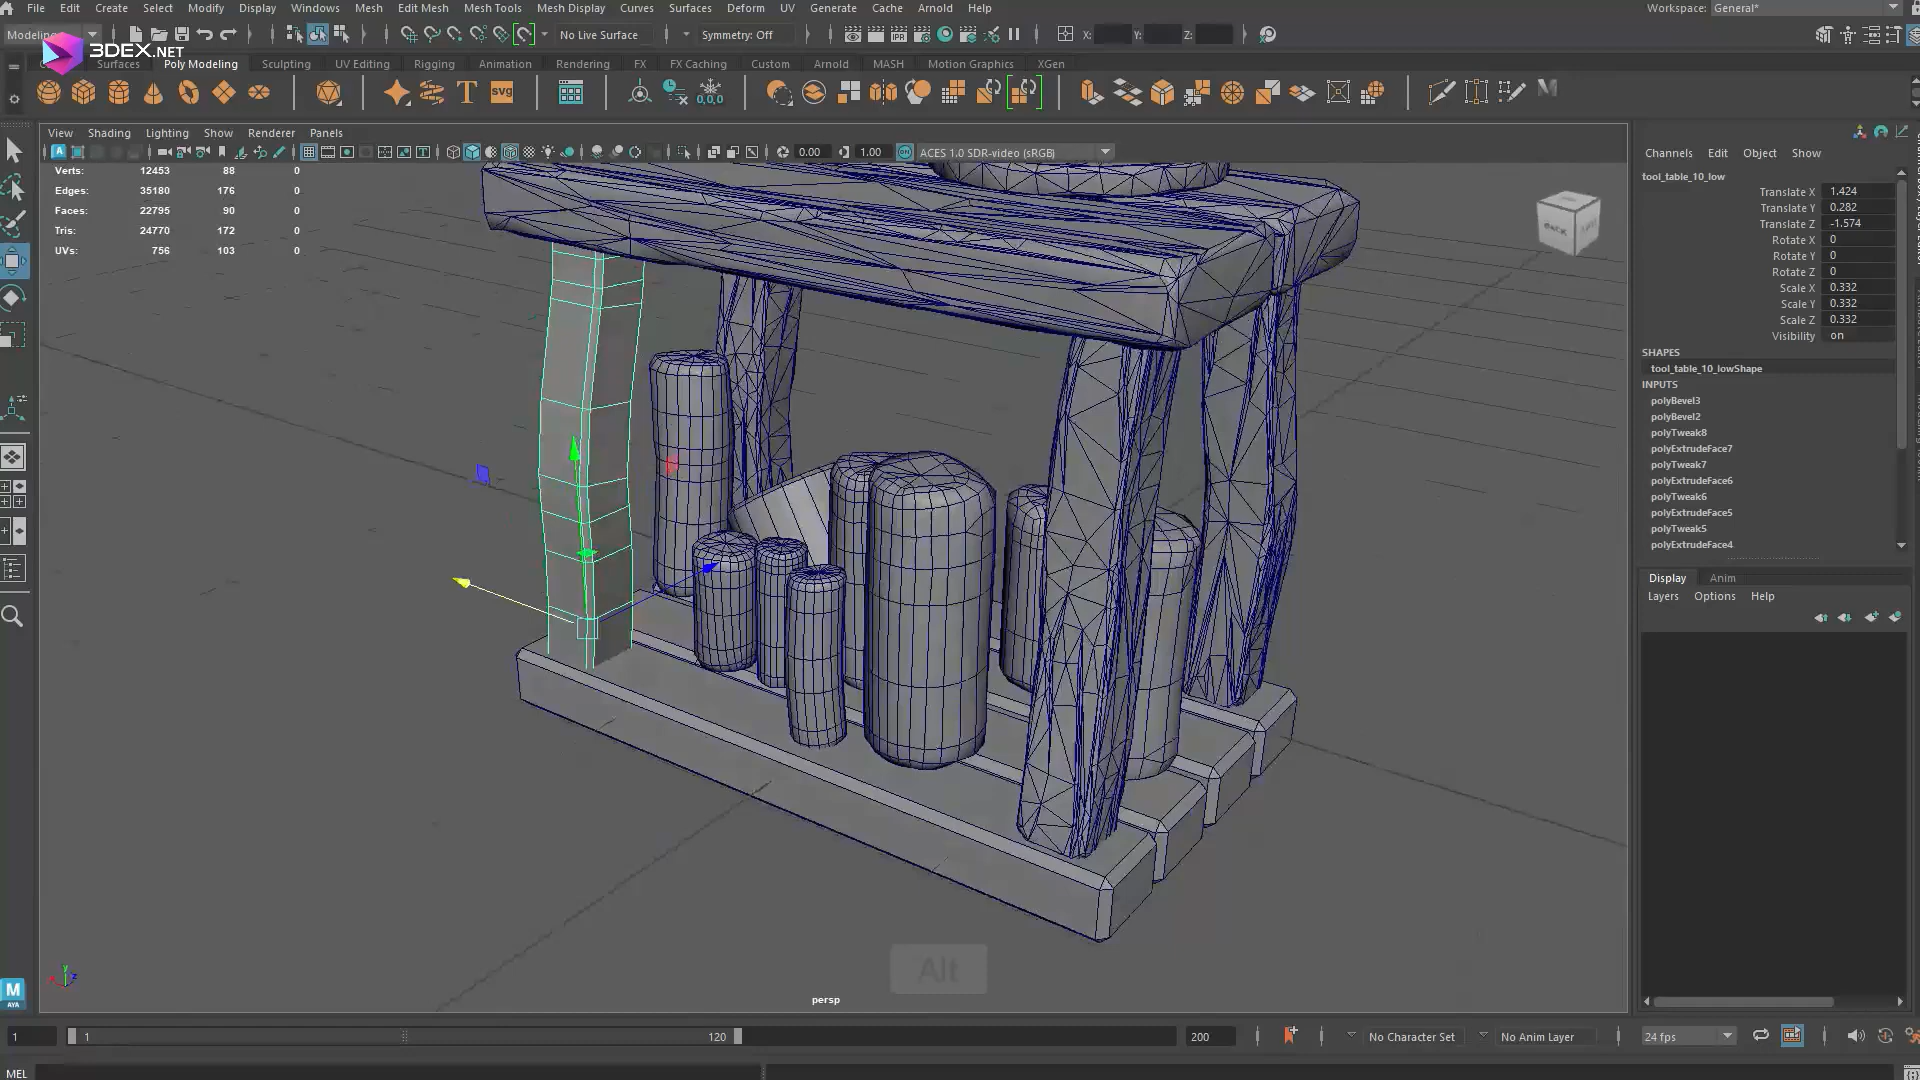 File Edit Create Select Modify Display Windows Mesh Edit Mesh Mesh Tools Mesh Display Curves Surfaces Deform UV Generate Cache Arnold Help
Workspace: General*
No Live Surface Symmetry: Off X: Y: Z:
3DEX.NET
Surfaces Poly Modeling Sculpting UV Editing Rigging Animation Rendering FX FX Caching Custom Arnold MASH Motion Graphics XGen
T svg 0,0,0
View Shading Lighting Show Renderer Panels
0.00 1.00 ACES 1.0 SDR-video (sRGB)
Verts: 12453 88 0
Edges: 35180 176 0
Faces: 22795 90 0
Tris: 24770 172 0
UVs: 756 103 0
BACK
Channels Edit Object Show
tool_table_10_low
Translate X 1.424
Translate Y 0.282
Translate Z -1.574
Rotate X 0
Rotate Y 0
Rotate Z 0
Scale X 0.332
Scale Y 0.332
Scale Z 0.332
Visibility on
SHAPES
tool_table_10_lowShape
INPUTS
polyBevel3
polyBevel2
polyTweak8
polyExtrudeFace7
polyTweak7
polyExtrudeFace6
polyTweak6
polyExtrudeFace5
polyTweak5
polyExtrudeFace4
Display Anim
Layers Options Help
Alt
persp
M
AYA
1 1 120 200 No Character Set No Anim Layer 24 fps
MEL